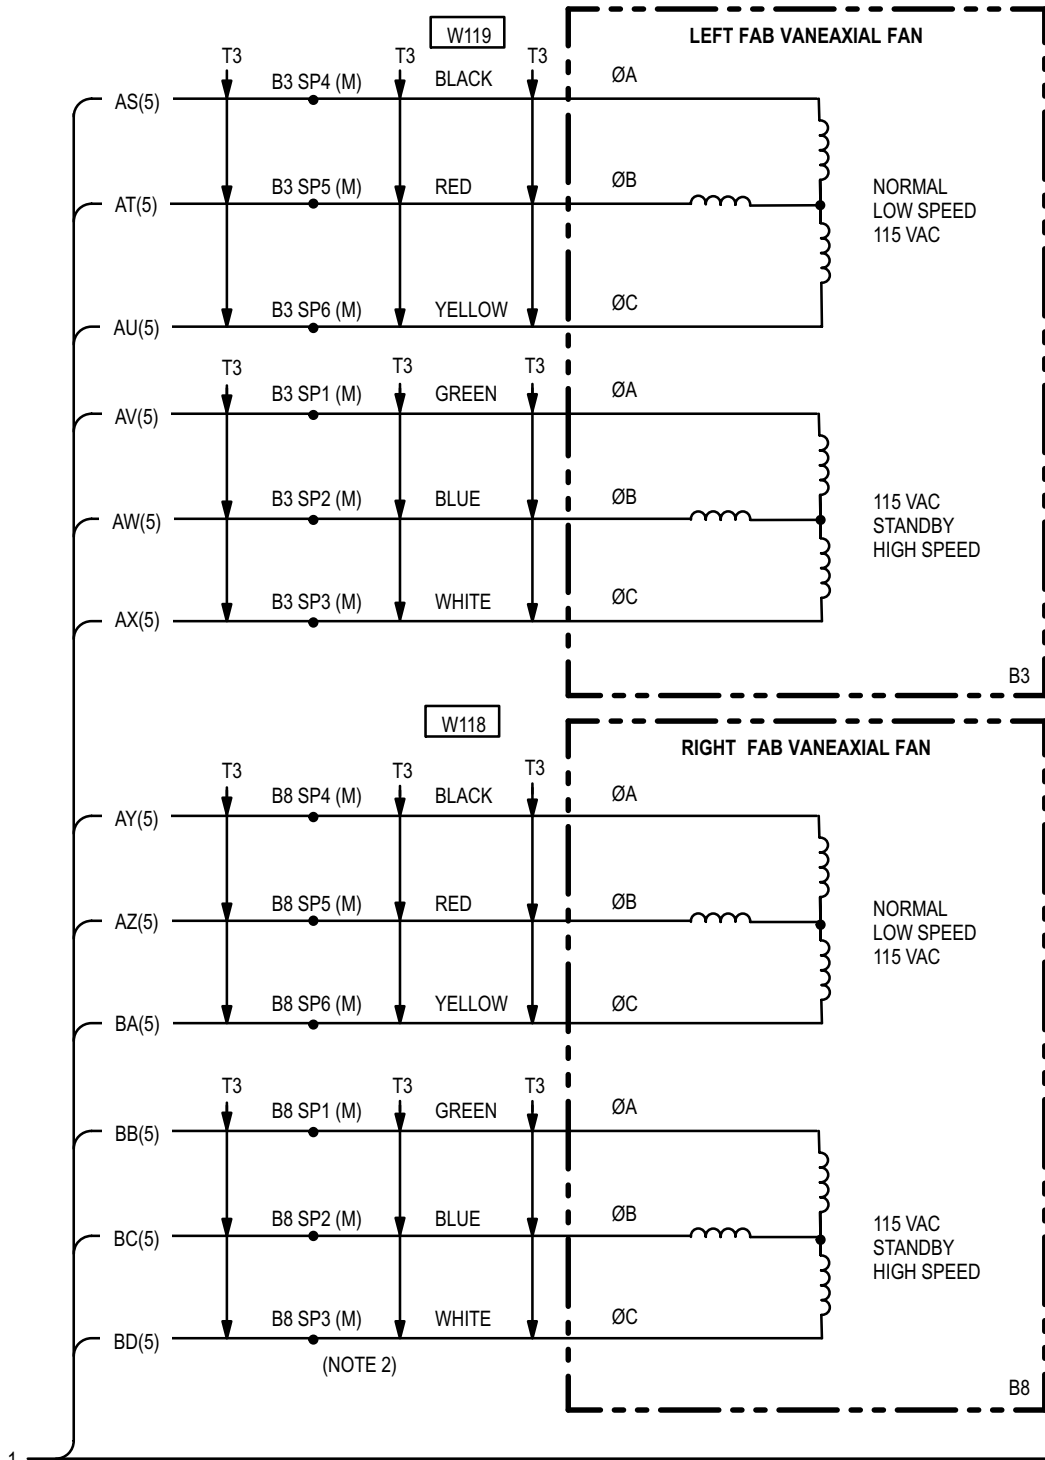 W119
LEFT FAB VANEAXIAL FAN
T3 T3 T3
B3 SP4 (M) BLACK ØA
AS(5)
B3 SP5 (M) RED ØB
AT(5)
NORMAL
LOW SPEED
115 VAC
B3 SP6 (M) YELLOW ØC
AU(5)
T3 T3 T3
B3 SP1 (M) GREEN ØA
AV(5)
B3 SP2 (M) BLUE ØB
AW(5)
115 VAC
STANDBY
HIGH SPEED
B3 SP3 (M) WHITE ØC
AX(5)
B3
W118
RIGHT FAB VANEAXIAL FAN
T3 T3 T3
B8 SP4 (M) BLACK ØA
AY(5)
B8 SP5 (M) RED ØB
AZ(5)
NORMAL
LOW SPEED
115 VAC
B8 SP6 (M) YELLOW ØC
BA(5)
T3 T3 T3
B8 SP1 (M) GREEN ØA
BB(5)
B8 SP2 (M) BLUE ØB
BC(5)
115 VAC
STANDBY
HIGH SPEED
B8 SP3 (M) WHITE ØC
BD(5)
(NOTE 2)
B8
1